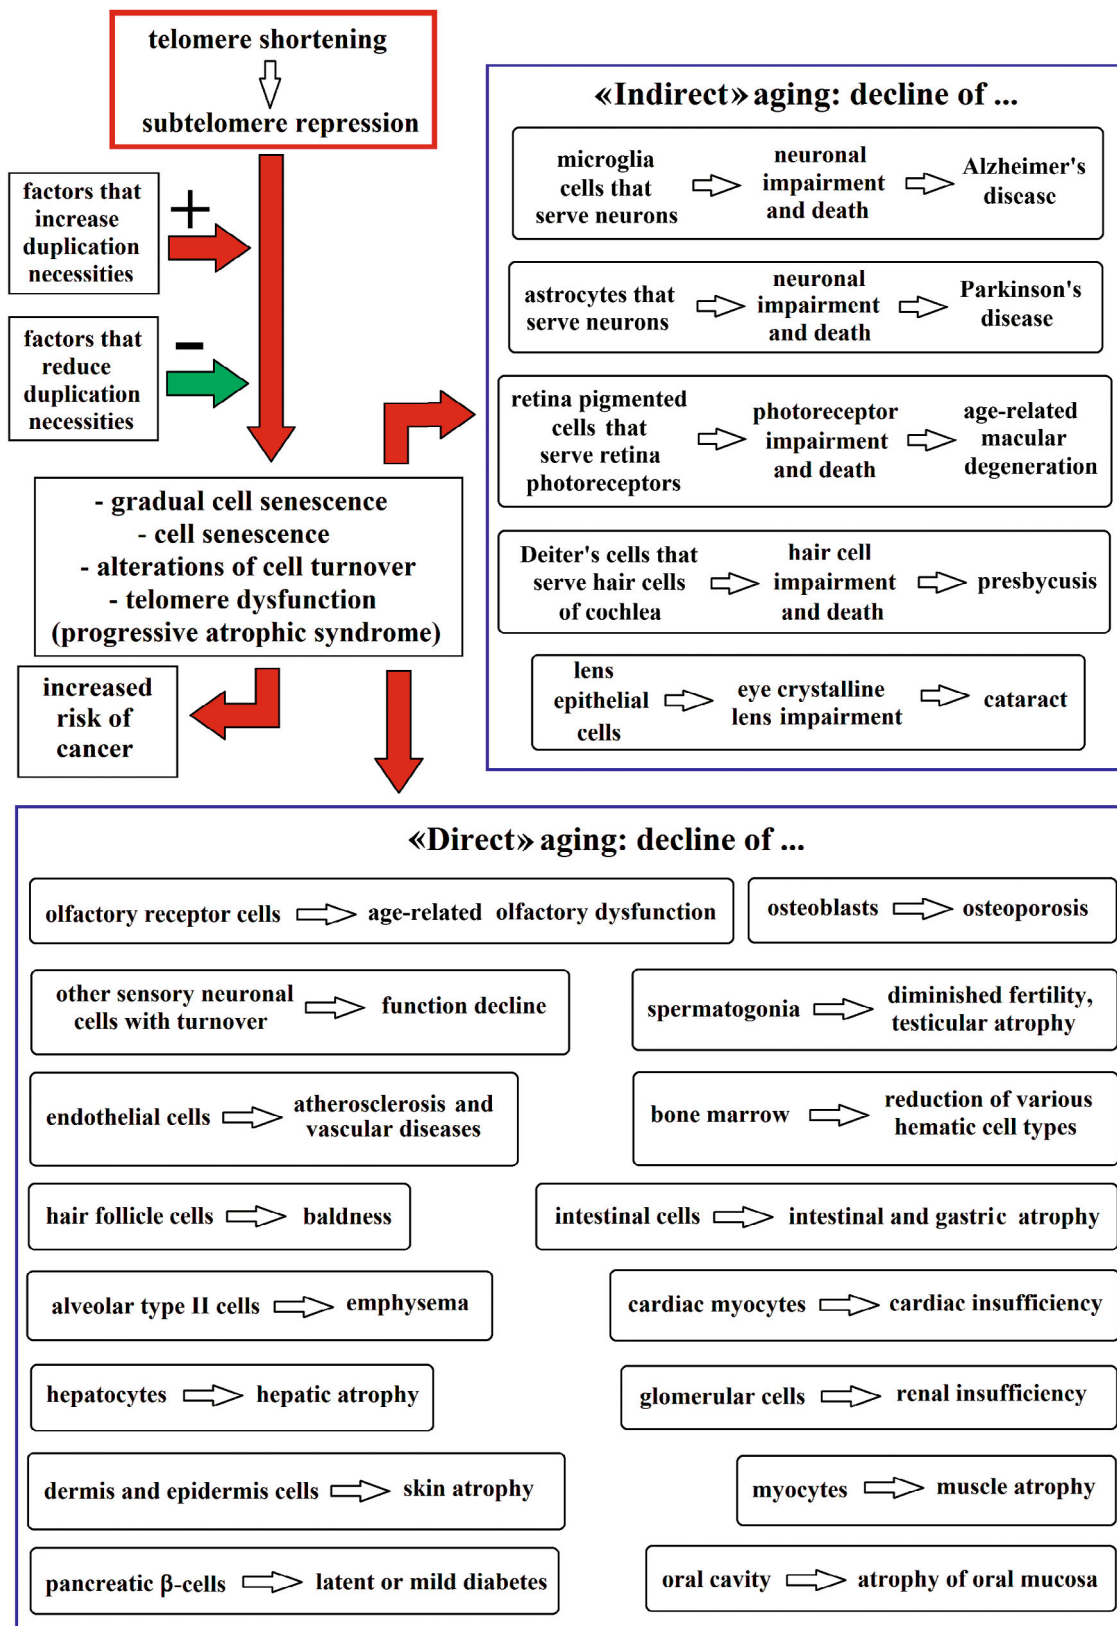 telomere shortening
subtelomere repression
factors that
increase
duplication
necessities
+
factors that
reduce
duplication
necessities
–
- gradual cell senescence
- cell senescence
- alterations of cell turnover
- telomere dysfunction
(progressive atrophic syndrome)
increased
risk of
cancer
«Indirect» aging: decline of ...
microglia
cells that
serve neurons
neuronal
impairment
and death
Alzheimer's
disease
astrocytes that
serve neurons
neuronal
impairment
and death
Parkinson's
disease
retina pigmented
cells that
serve retina
photoreceptors
photoreceptor
impairment
and death
age-related
macular
degeneration
Deiter's cells that
serve hair cells
of cochlea
hair cell
impairment
and death
presbycusis
lens
epithelial
cells
eye crystalline
lens impairment
cataract
«Direct» aging: decline of ...
olfactory receptor cells
age-related olfactory dysfunction
osteoblasts
osteoporosis
other sensory neuronal
cells with turnover
function decline
spermatogonia
diminished fertility,
testicular atrophy
endothelial cells
atherosclerosis and
vascular diseases
bone marrow
reduction of various
hematic cell types
hair follicle cells
baldness
intestinal cells
intestinal and gastric atrophy
alveolar type II cells
emphysema
cardiac myocytes
cardiac insufficiency
hepatocytes
hepatic atrophy
glomerular cells
renal insufficiency
dermis and epidermis cells
skin atrophy
myocytes
muscle atrophy
pancreatic β-cells
latent or mild diabetes
oral cavity
atrophy of oral mucosa